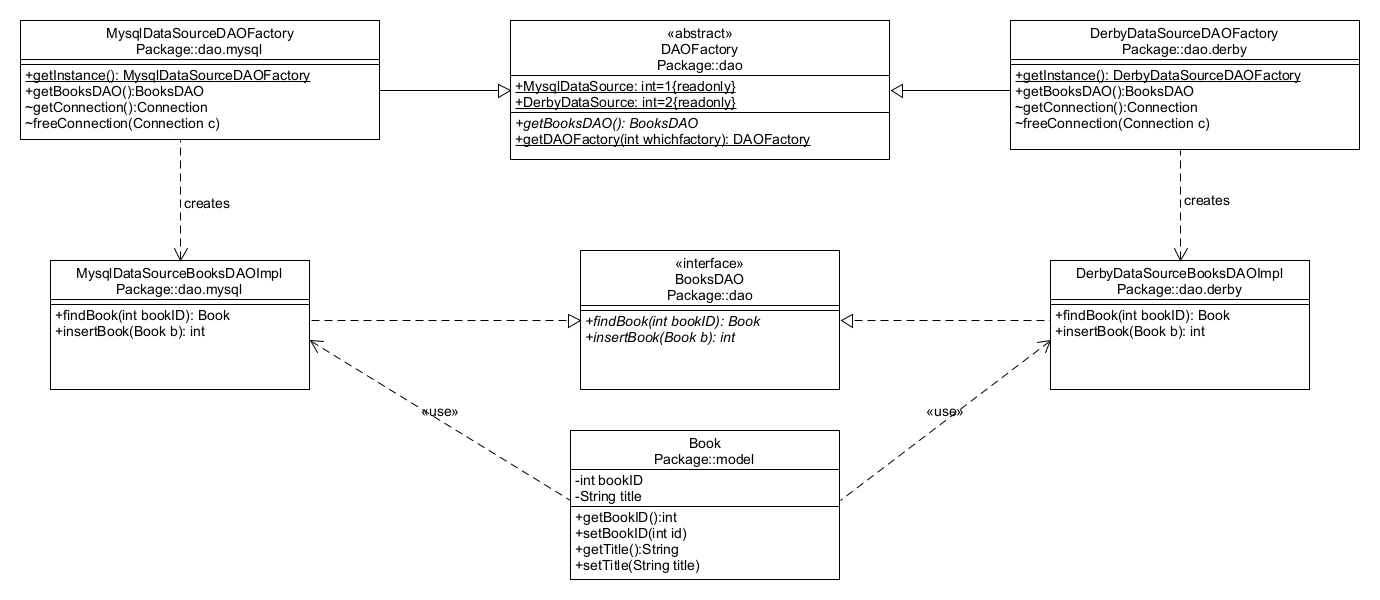 MysqlDataSourceDAOFactory
Package::dao.mysql
+getInstance(): MysqlDataSourceDAOFactory
+getBooksDAO():BooksDAO
~getConnection():Connection
~freeConnection(Connection c)
«abstract»
DAOFactory
Package::dao
+MysqlDataSource: int=1{readonly}
+DerbyDataSource: int=2{readonly}
+getBooksDAO(): BooksDAO
+getDAOFactory(int whichfactory): DAOFactory
DerbyDataSourceDAOFactory
Package::dao.derby
+getInstance(): DerbyDataSourceDAOFactory
+getBooksDAO():BooksDAO
~getConnection():Connection
~freeConnection(Connection c)
creates
creates
MysqlDataSourceBooksDAOImpl
Package::dao.mysql
+findBook(int bookID): Book
+insertBook(Book b): int
«interface»
BooksDAO
Package::dao
+findBook(int bookID): Book
+insertBook(Book b): int
DerbyDataSourceBooksDAOImpl
Package::dao.derby
+findBook(int bookID): Book
+insertBook(Book b): int
«use»
«use»
Book
Package::model
-int bookID
-String title
+getBookID():int
+setBookID(int id)
+getTitle():String
+setTitle(String title)